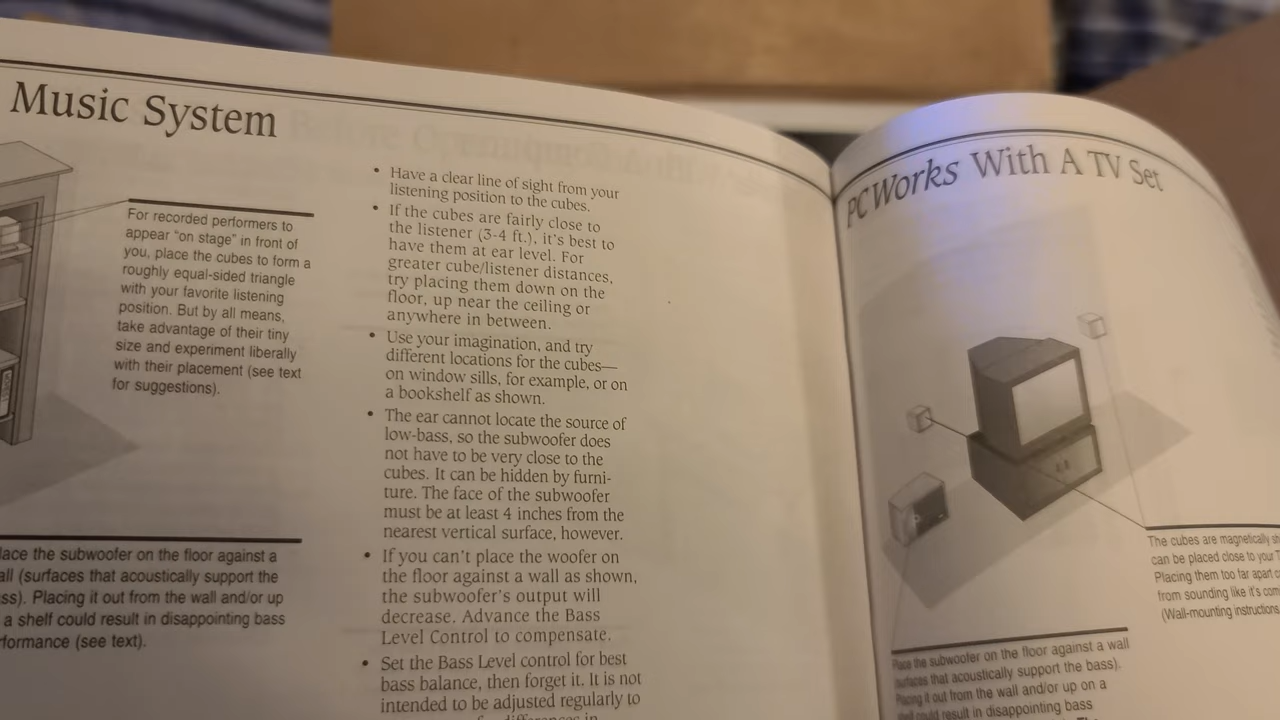 Music System
For recorded performers to
appear “on stage” in front of
you, place the cubes to form a
roughly equal-sided triangle
with your favorite listening
position. But by all means,
take advantage of their tiny
size and experiment liberally
with their placement (see text
for suggestions).
lace the subwoofer on the floor against a
all (surfaces that acoustically support the
ss). Placing it out from the wall and/or up
a shelf could result in disappointing bass
rformance (see text).
• Have a clear line of sight from your
listening position to the cubes.
• If the cubes are fairly close to
the listener (3-4 ft.), it’s best to
have them at ear level. For
greater cube/listener distances,
try placing them down on the
floor, up near the ceiling or
anywhere in between.
• Use your imagination, and try
different locations for the cubes—
on window sills, for example, or on
a bookshelf as shown.
• The ear cannot locate the source of
low-bass, so the subwoofer does
not have to be very close to the
cubes. It can be hidden by furni-
ture. The face of the subwoofer
must be at least 4 inches from the
nearest vertical surface, however.
• If you can’t place the woofer on
the floor against a wall as shown,
the subwoofer’s output will
decrease. Advance the Bass
Level Control to compensate.
• Set the Bass Level control for best
bass balance, then forget it. It is not
intended to be adjusted regularly to
PCWorks With A TV Set
The cubes are magnetically sh
can be placed close to your T
Placing them too far apart c
from sounding like it’s com
(Wall-mounting instructions
Place the subwoofer on the floor against a wall
(surfaces that acoustically support the bass).
Placing it out from the wall and/or up on a
shelf could result in disappointing bass